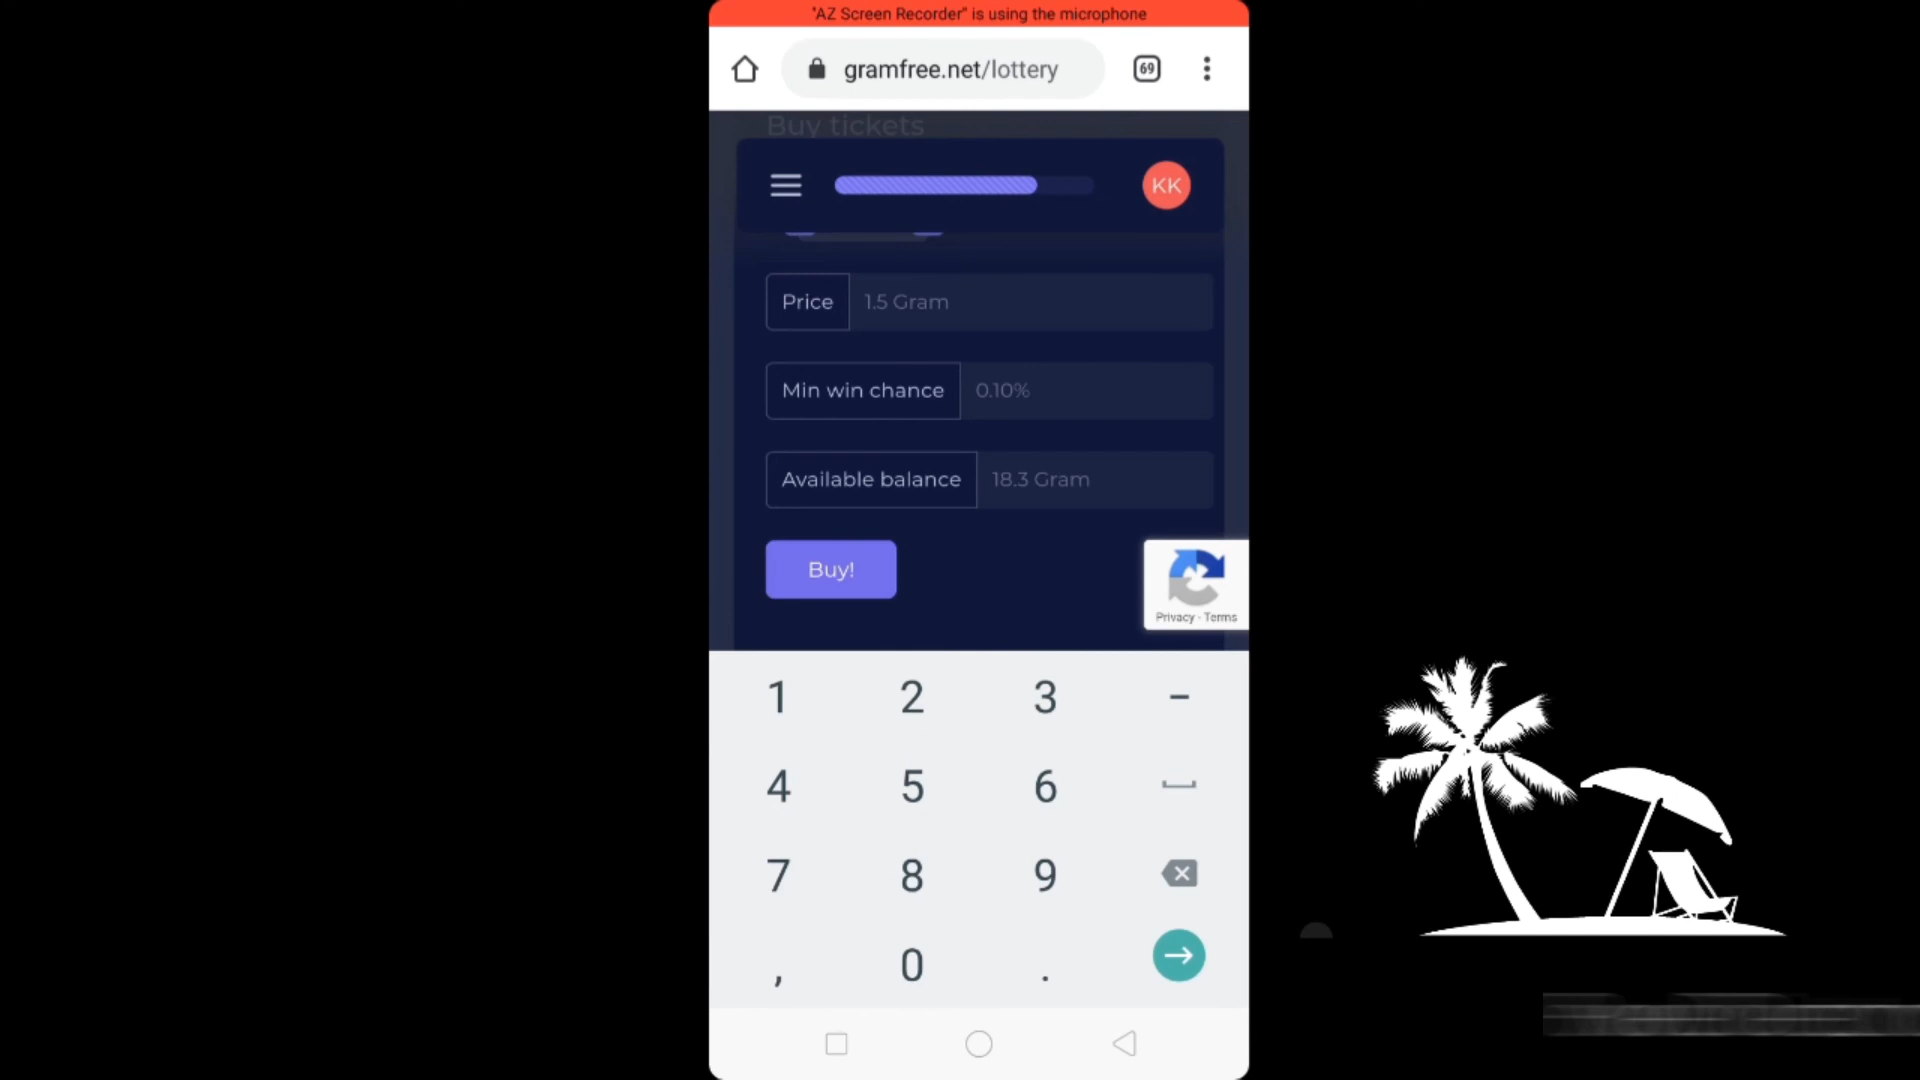 "AZ Screen Recorder" is using the microphone
gramfree.net/lottery
69
Buy tickets
KK
Price 1.5 Gram
Min win chance 0.10%
Available balance 18.3 Gram
Buy!
Privacy - Terms
1 2 3 -
4 5 6
7 8 9
, 0 .